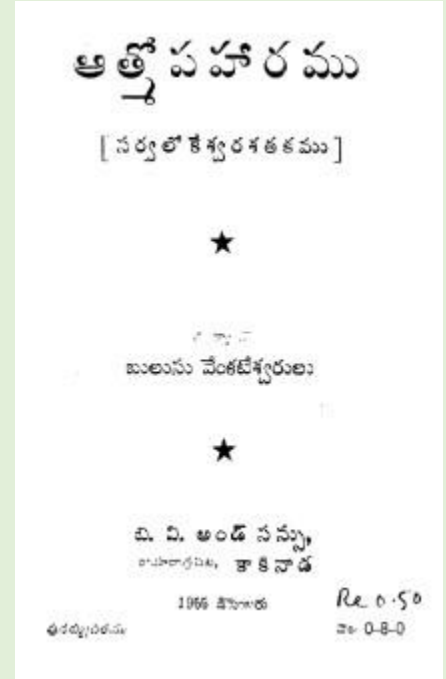 ఆత్మోపహారము
[ సర్వలోకేశ్వరశతకము ]
★
బులుసు వేంకటేశ్వరులు
★
బి. వి. అండ్ సన్సు,
కాకినాడ
1966
Re 0.50
0-8-0